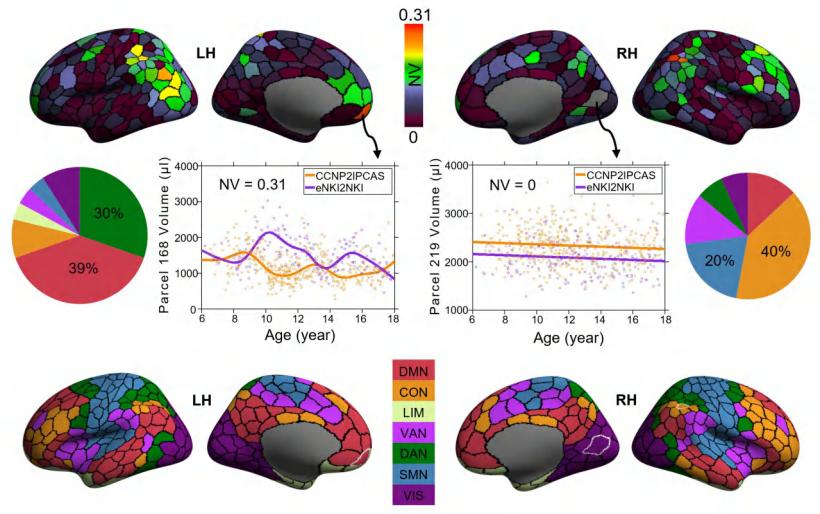 0.31
LH
NV
RH
0
4000
NV = 0.31
CCNP2IPCAS
eNKI2NKI
3000
2000
1000
0
Parcel 168 Volume (µl)
6 8 10 12 14 16 18
Age (year)
30%
39%
4000
NV = 0
CCNP2IPCAS
eNKI2NKI
3000
2000
1000
Parcel 219 Volume (µl)
6 8 10 12 14 16 18
Age (year)
40%
20%
LH
RH
DMN
CON
LIM
VAN
DAN
SMN
VIS